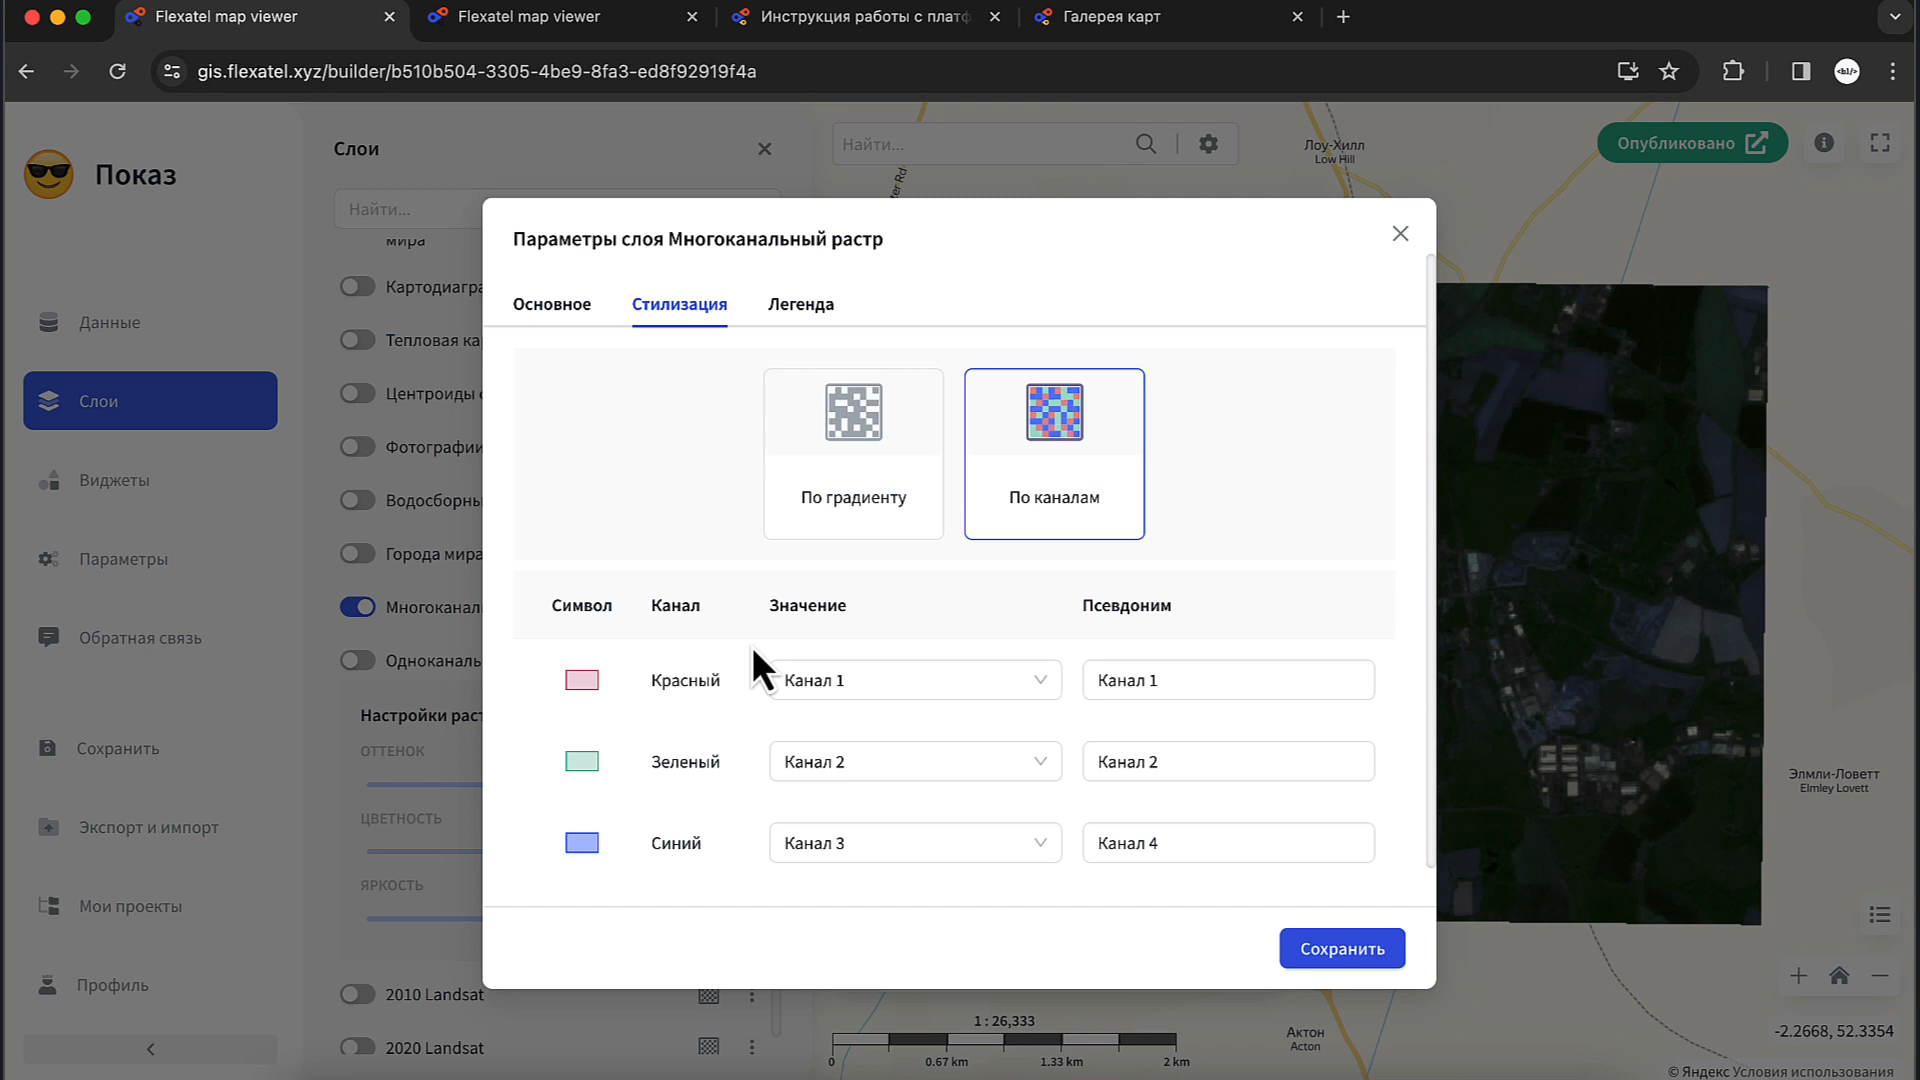 Flexatel map viewer
Flexatel map viewer
Инструкция работы с платф
Галерея карт
gis.flexatel.xyz/builder/b510b504-3305-4be9-8fa3-ed8f92919f4a
Показ
Данные
Слои
Виджеты
Параметры
Обратная связь
Сохранить
Экспорт и импорт
Мои проекты
Профиль
Слои
Найти...
мира
Картодиагра
Тепловая ка
Центроиды
Фотографии
Водосборны
Города мира
Многоканал
Одноканаль
Настройки раст
ОТТЕНОК
ЦВЕТНОСТЬ
ЯРКОСТЬ
2010 Landsat
2020 Landsat
Найти...
ter Rd
Лоу-Хилл
Low Hill
Опубликовано
Параметры слоя Многоканальный растр
Основное
Стилизация
Легенда
По градиенту
По каналам
Символ
Канал
Значение
Псевдоним
Красный
Канал 1
Канал 1
Зеленый
Канал 2
Канал 2
Синий
Канал 3
Канал 4
Сохранить
Элмли-Ловетт
Elmley Lovett
1 : 26,333
0
0.67 km
1.33 km
2 km
Актон
Acton
-2.2668, 52.3354
© Яндекс Условия использования